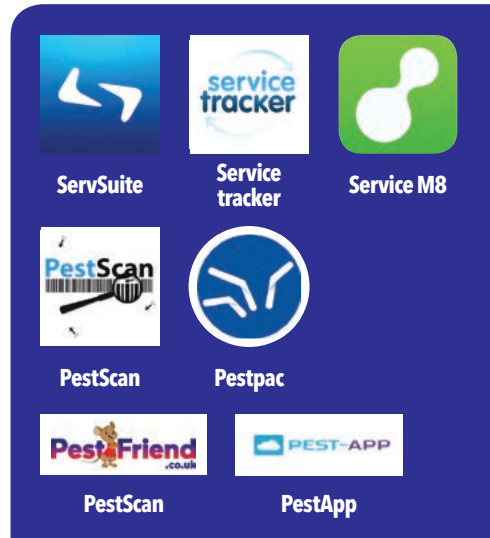 service
tracker
ServSuite
Service
tracker
Service M8
PestScan
PestScan
Pestpac
PestFriend
.co.uk
PEST-APP
PestScan
PestApp